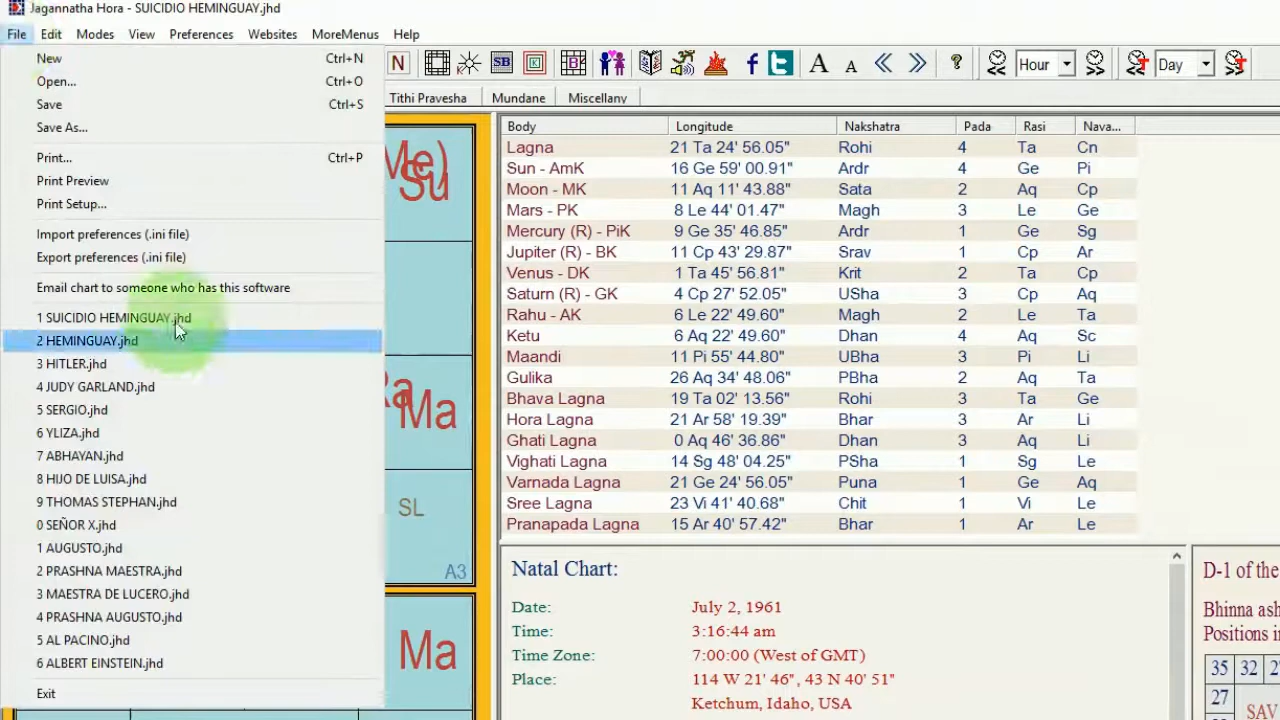 Jagannatha Hora - SUICIDIO HEMINGUAY.jhd
File Edit Modes View Preferences Websites MoreMenus Help
New Ctrl+N
Open... Ctrl+O
Save Ctrl+S
Save As...
Print... Ctrl+P
Print Preview
Print Setup...
Import preferences (.ini file)
Export preferences (.ini file)
Email chart to someone who has this software
1 SUICIDIO HEMINGUAY.jhd
2 HEMINGUAY.jhd
3 HITLER.jhd
4 JUDY GARLAND.jhd
5 SERGIO.jhd
6 YLIZA.jhd
7 ABHAYAN.jhd
8 HIJO DE LUISA.jhd
9 THOMAS STEPHAN.jhd
0 SEÑOR X.jhd
1 AUGUSTO.jhd
2 PRASHNA MAESTRA.jhd
3 MAESTRA DE LUCERO.jhd
4 PRASHNA AUGUSTO.jhd
5 AL PACINO.jhd
6 ALBERT EINSTEIN.jhd
Exit
N SB K f t A A ? Hour Day
Tithi Pravesha Mundane Miscellany
Me)
Su
Ra
Ma
SL
A3
Ma
Body Longitude Nakshatra Pada Rasi Nava...
Lagna 21 Ta 24' 56.05" Rohi 4 Ta Cn
Sun - AmK 16 Ge 59' 00.91" Ardr 4 Ge Pi
Moon - MK 11 Aq 11' 43.88" Sata 2 Aq Cp
Mars - PK 8 Le 44' 01.47" Magh 3 Le Ge
Mercury (R) - PiK 9 Ge 35' 46.85" Ardr 1 Ge Sg
Jupiter (R) - BK 11 Cp 43' 29.87" Srav 1 Cp Ar
Venus - DK 1 Ta 45' 56.81" Krit 2 Ta Cp
Saturn (R) - GK 4 Cp 27' 52.05" USha 3 Cp Aq
Rahu - AK 6 Le 22' 49.60" Magh 2 Le Ta
Ketu 6 Aq 22' 49.60" Dhan 4 Aq Sc
Maandi 11 Pi 55' 44.80" UBha 3 Pi Li
Gulika 26 Aq 34' 48.06" PBha 2 Aq Ta
Bhava Lagna 19 Ta 02' 13.56" Rohi 3 Ta Ge
Hora Lagna 21 Ar 58' 19.39" Bhar 3 Ar Li
Ghati Lagna 0 Aq 46' 36.86" Dhan 3 Aq Li
Vighati Lagna 14 Sg 48' 04.25" PSha 1 Sg Le
Varnada Lagna 21 Ge 24' 56.05" Puna 1 Ge Aq
Sree Lagna 23 Vi 41' 40.68" Chit 1 Vi Le
Pranapada Lagna 15 Ar 40' 57.42" Bhar 1 Ar Le
Natal Chart:
Date: July 2, 1961
Time: 3:16:44 am
Time Zone: 7:00:00 (West of GMT)
Place: 114 W 21' 46", 43 N 40' 51"
Ketchum, Idaho, USA
D-1 of the
Bhinna ash
Positions i
35 32
27
SAV